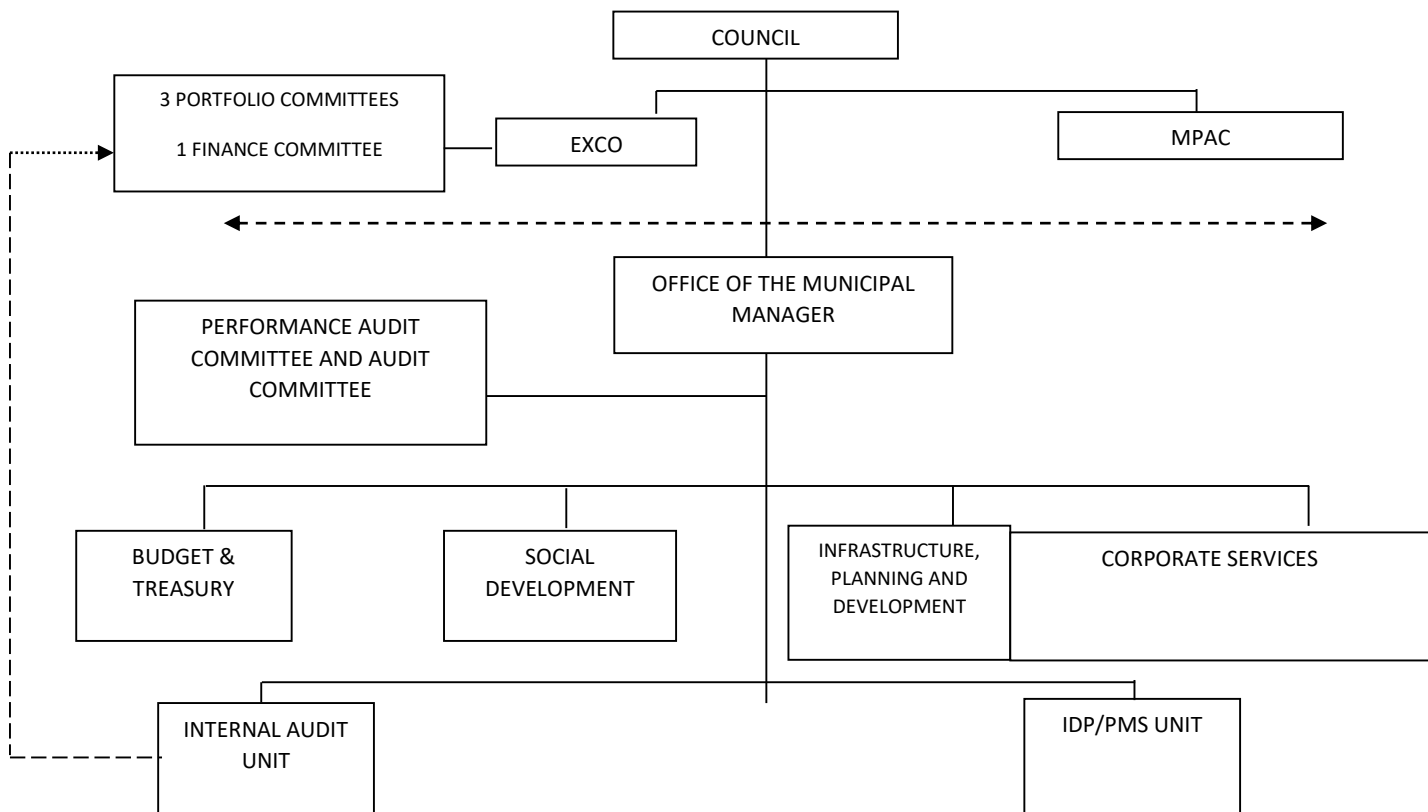 COUNCIL
3 PORTFOLIO COMMITTEES
1 FINANCE COMMITTEE
EXCO
MPAC
OFFICE OF THE MUNICIPAL
MANAGER
PERFORMANCE AUDIT
COMMITTEE AND AUDIT
COMMITTEE
BUDGET &
TREASURY
SOCIAL
DEVELOPMENT
INFRASTRUCTURE,
PLANNING AND
DEVELOPMENT
CORPORATE SERVICES
INTERNAL AUDIT
UNIT
IDP/PMS UNIT